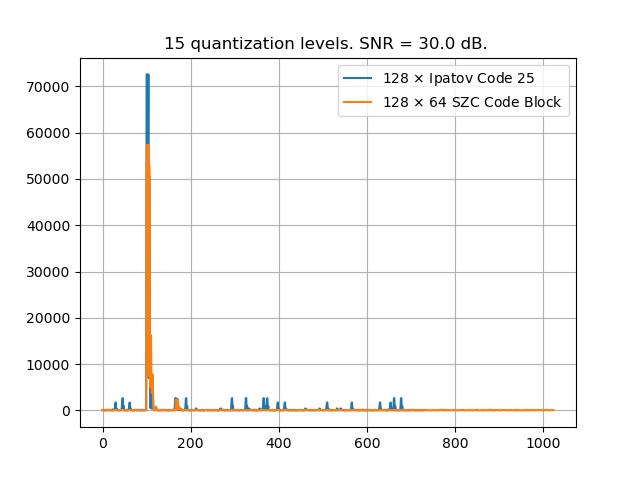 15 quantization levels. SNR = 30.0 dB.
128 × Ipatov Code 25
128 × 64 SZC Code Block
70000
60000
50000
40000
30000
20000
10000
0
0 200 400 600 800 1000